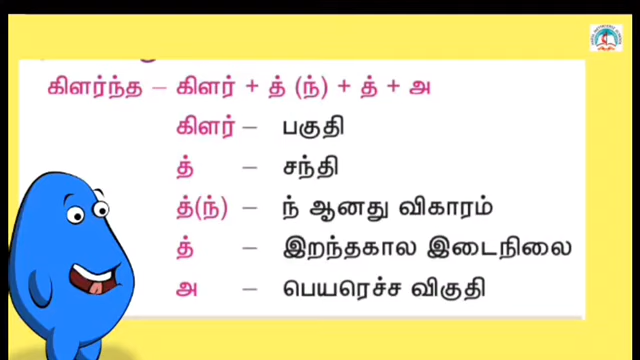 கிளர்ந்த – கிளர் + த் (ந்) + த் + அ
கிளர் – பகுதி
த் – சந்தி
த்(ந்) – ந் ஆனது விகாரம்
த் – இறந்தகால இடைநிலை
அ – பெயரெச்ச விகுதி